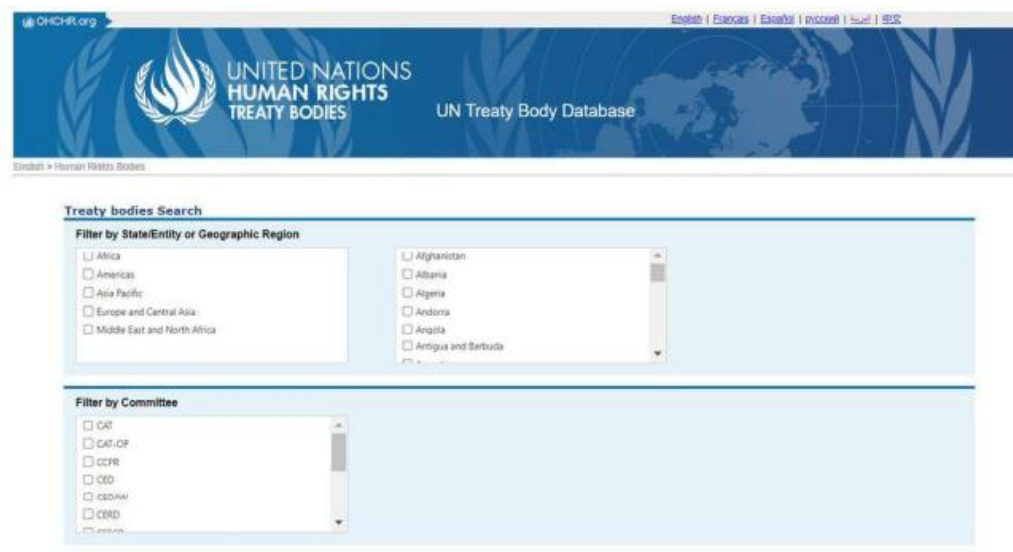 OHCHR.org
English | Français | Español | русский | العربية | 中文
UNITED NATIONS
HUMAN RIGHTS
TREATY BODIES
UN Treaty Body Database
English > Human Rights Bodies
Treaty bodies Search
Filter by State/Entity or Geographic Region
Africa
Americas
Asia Pacific
Europe and Central Asia
Middle East and North Africa
Afghanistan
Albania
Algeria
Andorra
Angola
Antigua and Barbuda
Filter by Committee
CAT
CAT-OP
CCPR
CED
CEDAW
CERD